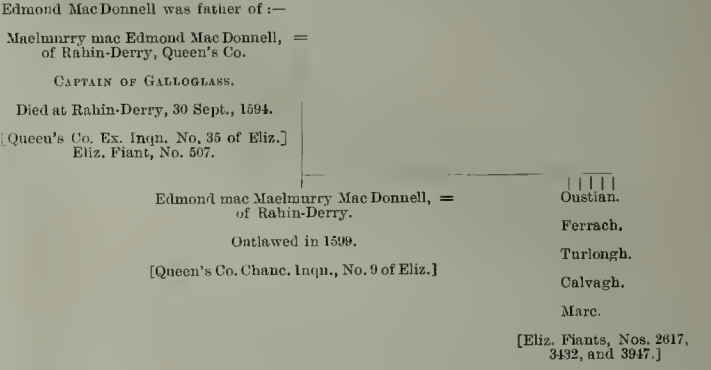 Edmond MacDonnell was father of :—
Maelmurry mac Edmond MacDonnell, =
of Rahin-Derry, Queen's Co.
CAPTAIN OF GALLOGLASS.
Died at Rahin-Derry, 30 Sept., 1594.
[Queen's Co. Ex. Inqn. No. 35 of Eliz.]
Eliz. Fiant, No. 507.
Edmond mac Maelmurry MacDonnell, =
of Rahin-Derry.
Outlawed in 1599.
[Queen's Co. Chanc. Inqn., No. 9 of Eliz.]
Oustian.
Ferrach.
Turlongh.
Calvagh.
Marc.
[Eliz. Fiants, Nos. 2617,
3432, and 3947.]